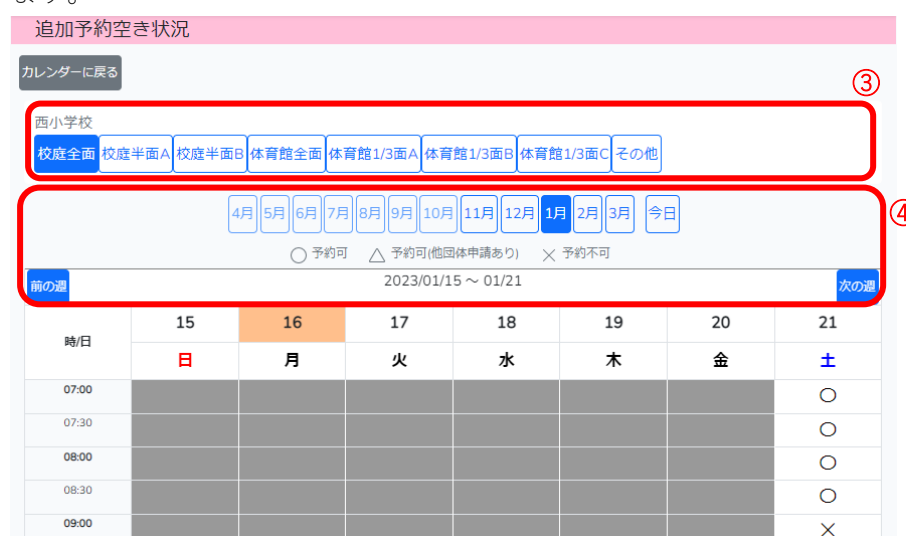 ます。
追加予約空き状況
カレンダーに戻る
③
西小学校
校庭全面 校庭半面A 校庭半面B 体育館全面 体育館1/3面A 体育館1/3面B 体育館1/3面C その他
4月 5月 6月 7月 8月 9月 10月 11月 12月 1月 2月 3月 今日
④
○ 予約可 △ 予約可(他団体申請あり) × 予約不可
前の週 2023/01/15 ～ 01/21 次の週
時/日 15 16 17 18 19 20 21
日 月 火 水 木 金 土
07:00 ○
07:30 ○
08:00 ○
08:30 ○
09:00 ×